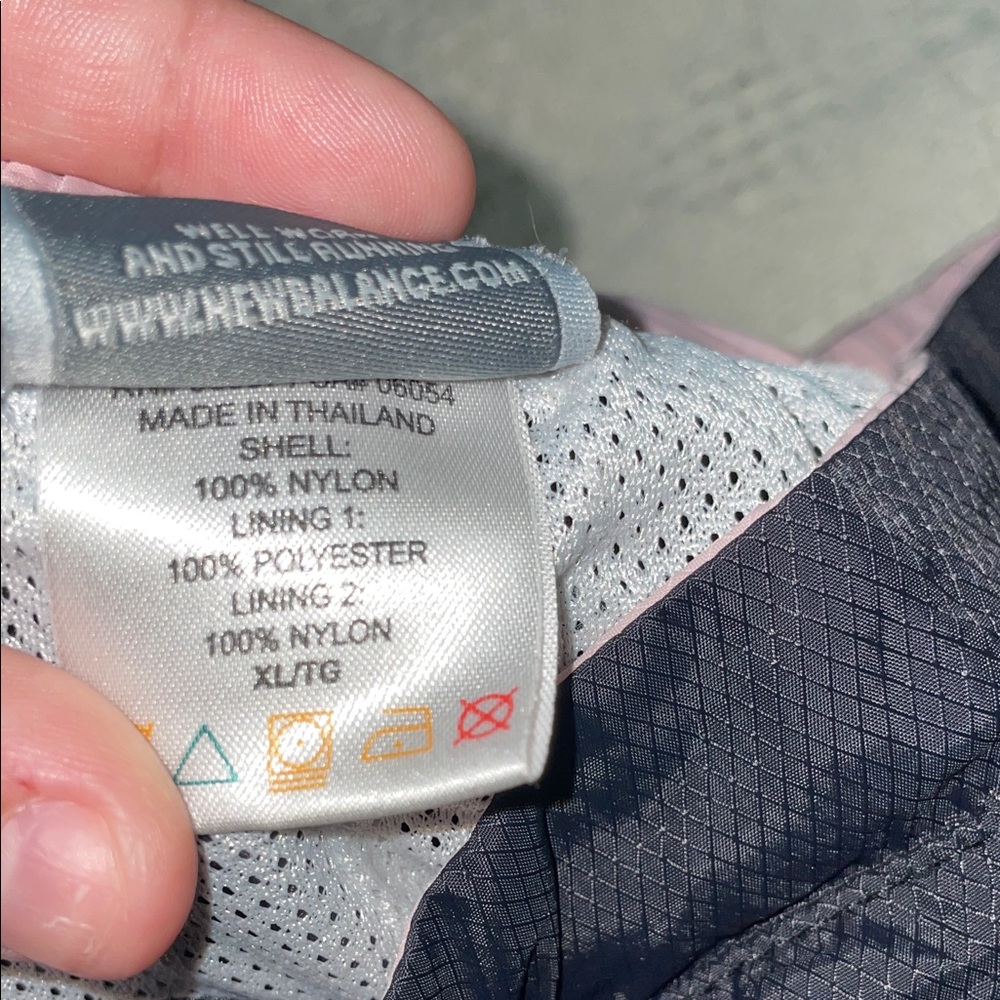 AND STILL RUNNING
WWW.NEWBALANCE.COM
06054
MADE IN THAILAND
SHELL:
100% NYLON
LINING 1:
100% POLYESTER
LINING 2:
100% NYLON
XL/TG